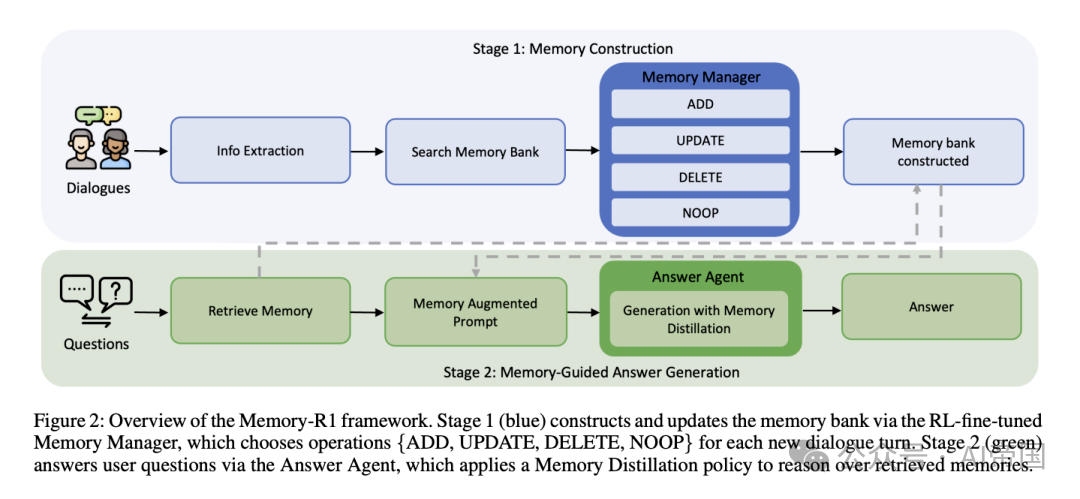 Stage 1: Memory Construction
Memory Manager
ADD
UPDATE
DELETE
NOOP
Dialogues
Info Extraction
Search Memory Bank
Memory bank
constructed
....
?
Questions
Retrieve Memory
Memory Augmented
Prompt
Answer Agent
Generation with Memory
Distillation
Answer
Stage 2: Memory-Guided Answer Generation
Figure 2: Overview of the Memory-R1 framework. Stage 1 (blue) constructs and updates the memory bank via the RL-fine-tuned
Memory Manager, which chooses operations {ADD, UPDATE, DELETE, NOOP} for each new dialogue turn. Stage 2 (green)
answers user questions via the Answer Agent, which applies a Memory Distillation policy to reason over retrieved memories.
公众号 · AI帝国